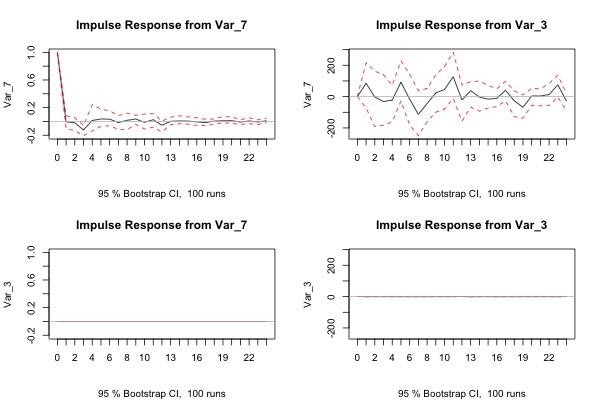 Impulse Response from Var_7
Var_7
1.0
0.6
0.2
-0.2
0 2 4 6 8 10 13 16 19 22
95 % Bootstrap CI, 100 runs
Impulse Response from Var_3
Var_7
200
0
-200
0 2 4 6 8 10 13 16 19 22
95 % Bootstrap CI, 100 runs
Impulse Response from Var_7
Var_3
1.0
0.6
0.2
-0.2
0 2 4 6 8 10 13 16 19 22
95 % Bootstrap CI, 100 runs
Impulse Response from Var_3
Var_3
200
0
-200
0 2 4 6 8 10 13 16 19 22
95 % Bootstrap CI, 100 runs